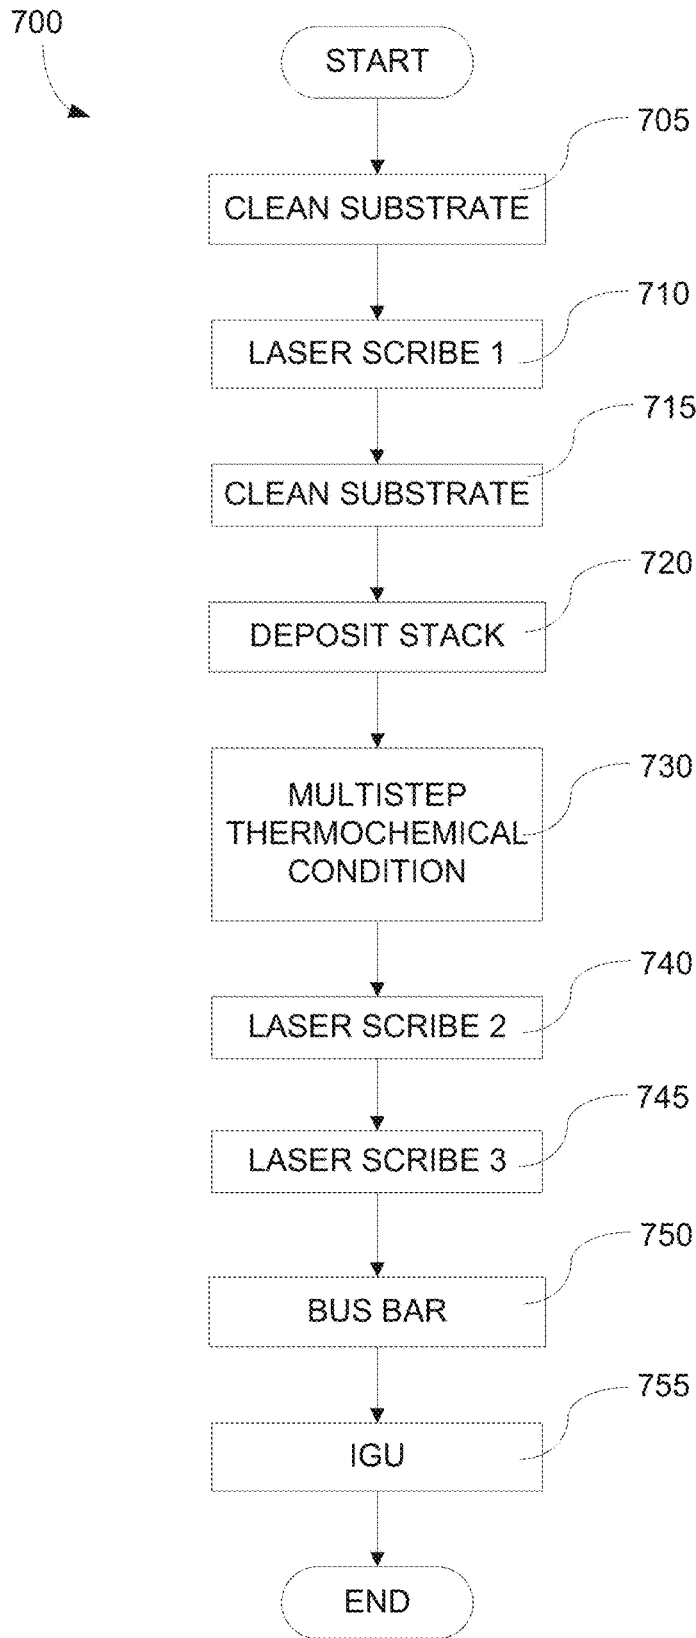 700
START
705
CLEAN SUBSTRATE
710
LASER SCRIBE 1
715
CLEAN SUBSTRATE
720
DEPOSIT STACK
730
MULTISTEP
THERMOCHEMICAL
CONDITION
740
LASER SCRIBE 2
745
LASER SCRIBE 3
750
BUS BAR
755
IGU
END